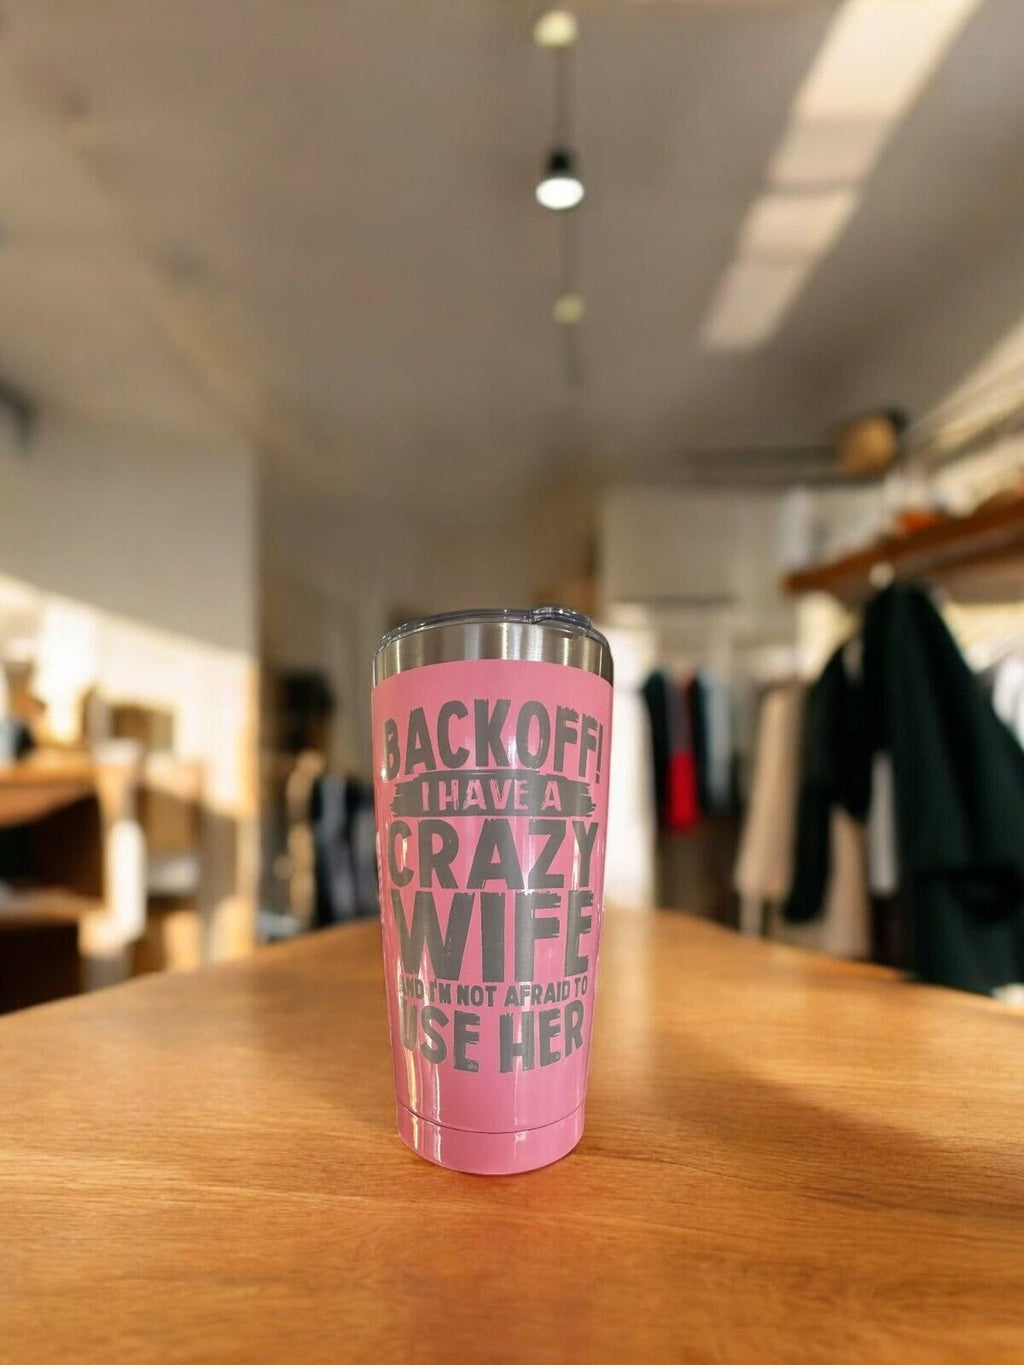 BACKOFF!
I HAVE A
CRAZY
WIFE
AND I'M NOT AFRAID TO
USE HER